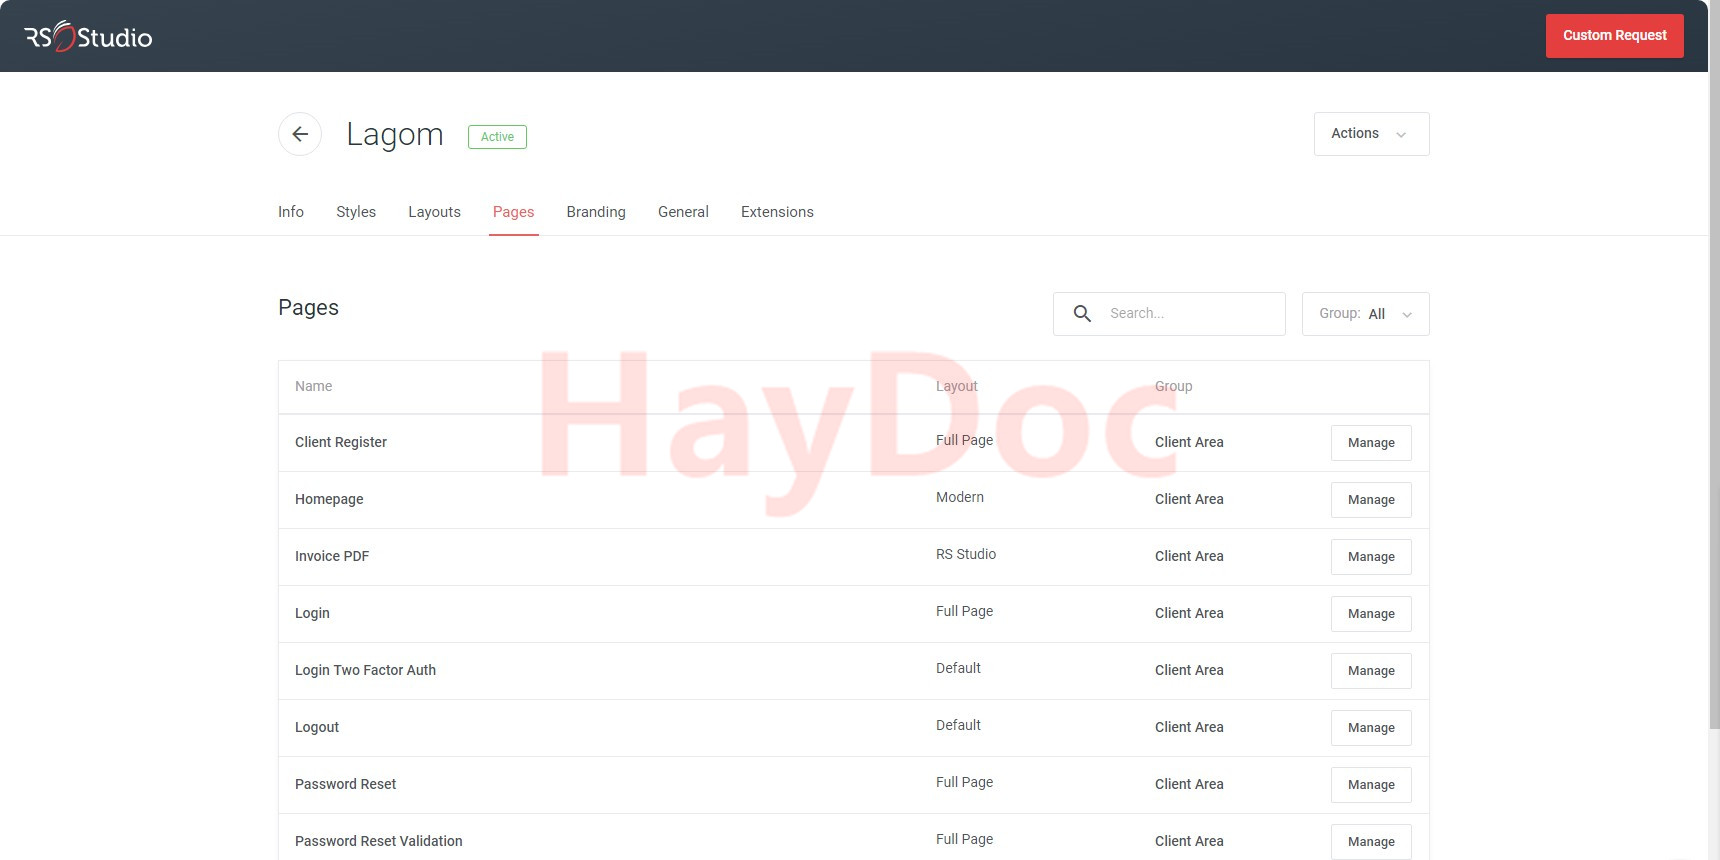 RS Studio
Custom Request
Lagom Active
Actions
Info Styles Layouts Pages Branding General Extensions
Pages
Search...
Group: All
HayDoc
Name Layout Group
Client Register Full Page Client Area Manage
Homepage Modern Client Area Manage
Invoice PDF RS Studio Client Area Manage
Login Full Page Client Area Manage
Login Two Factor Auth Default Client Area Manage
Logout Default Client Area Manage
Password Reset Full Page Client Area Manage
Password Reset Validation Full Page Client Area Manage